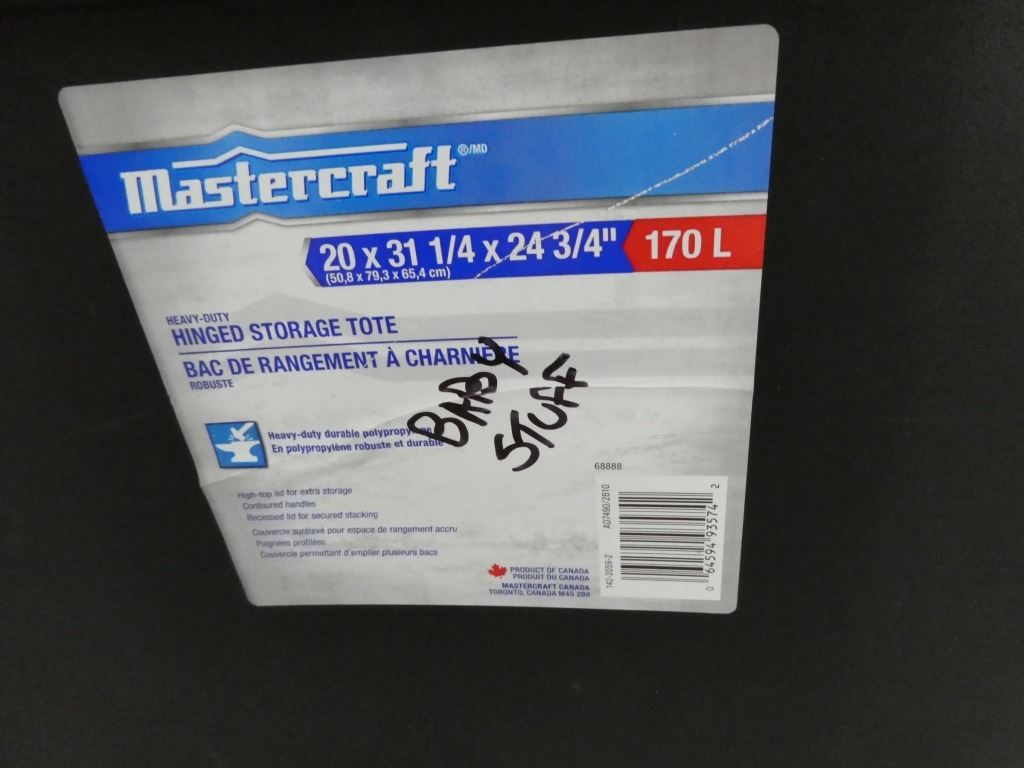 Mastercraft®/MD
20 x 31 1/4 x 24 3/4"
(50,8 x 79,3 x 65,4 cm)
170 L
HEAVY-DUTY
HINGED STORAGE TOTE
BAC DE RANGEMENT À CHARNIÈRE
ROBUSTE
BABY
STUFF
Heavy-duty durable polypropylene
En polypropylène robuste et durable
High-top lid for extra storage
Contoured handles
Recessed lid for secured stacking
Couvercle surélevé pour espace de rangement accru
Poignées profilées
Couvercle permettant d'empiler plusieurs bacs
PRODUCT OF CANADA
PRODUIT DU CANADA
MASTERCRAFT CANADA
TORONTO, CANADA M4S 2B8
68888
142-2059-2 AD7490/2810
0 64594 93574 2